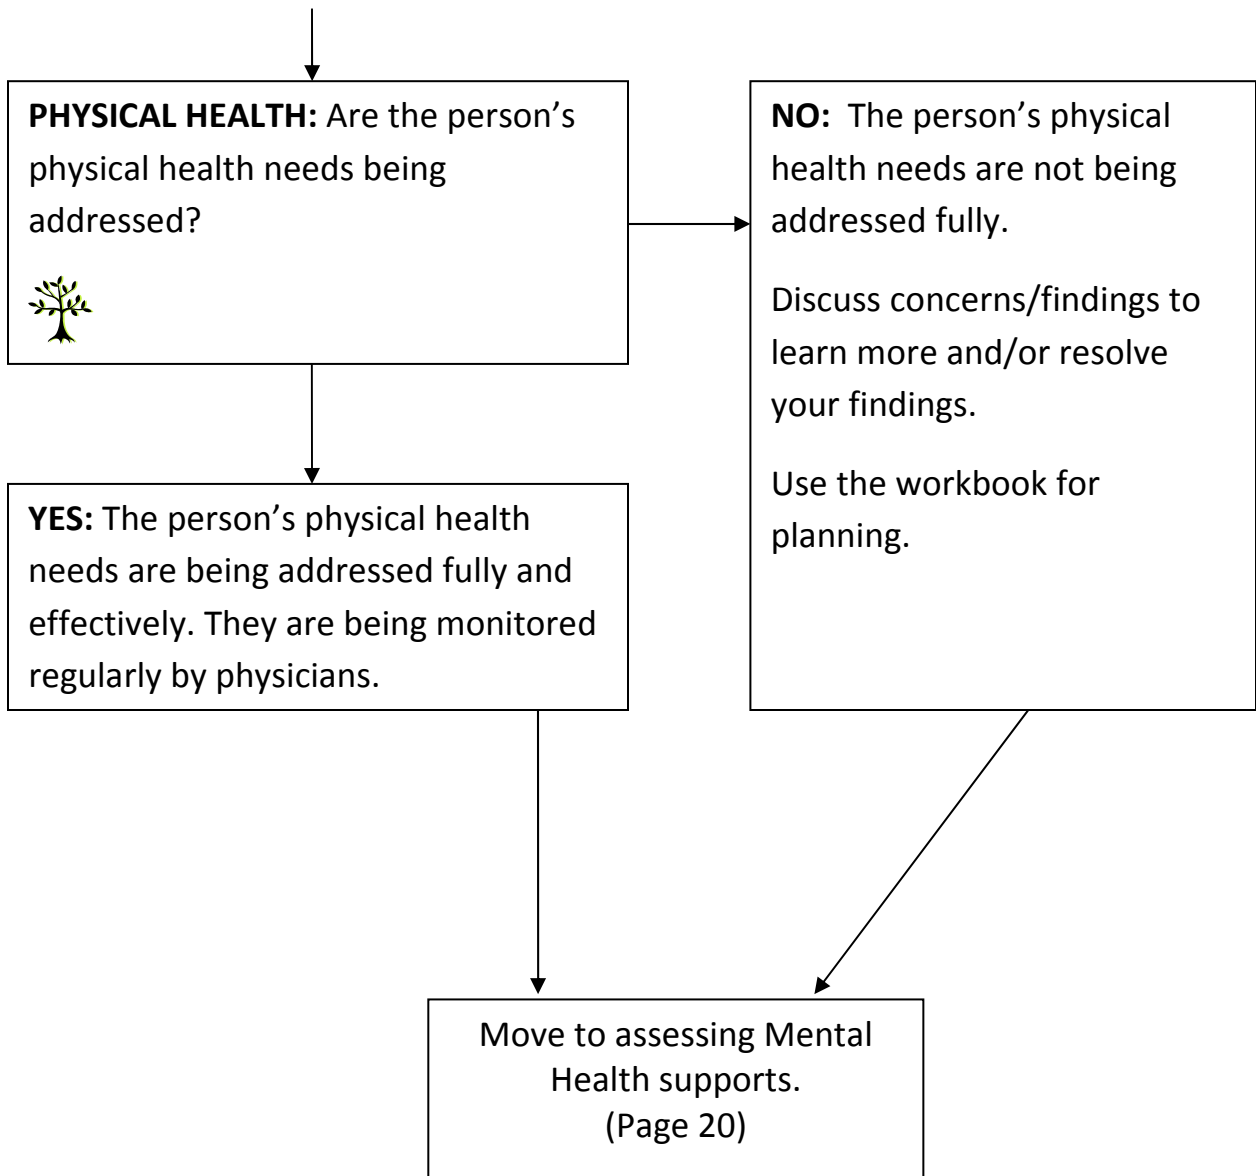 PHYSICAL HEALTH: Are the person’s
physical health needs being
addressed?
NO:  The person’s physical
health needs are not being
addressed fully.
Discuss concerns/findings to
learn more and/or resolve
your findings.
Use the workbook for
planning.
YES: The person’s physical health
needs are being addressed fully and
effectively. They are being monitored
regularly by physicians.
Move to assessing Mental
Health supports.
(Page 20)